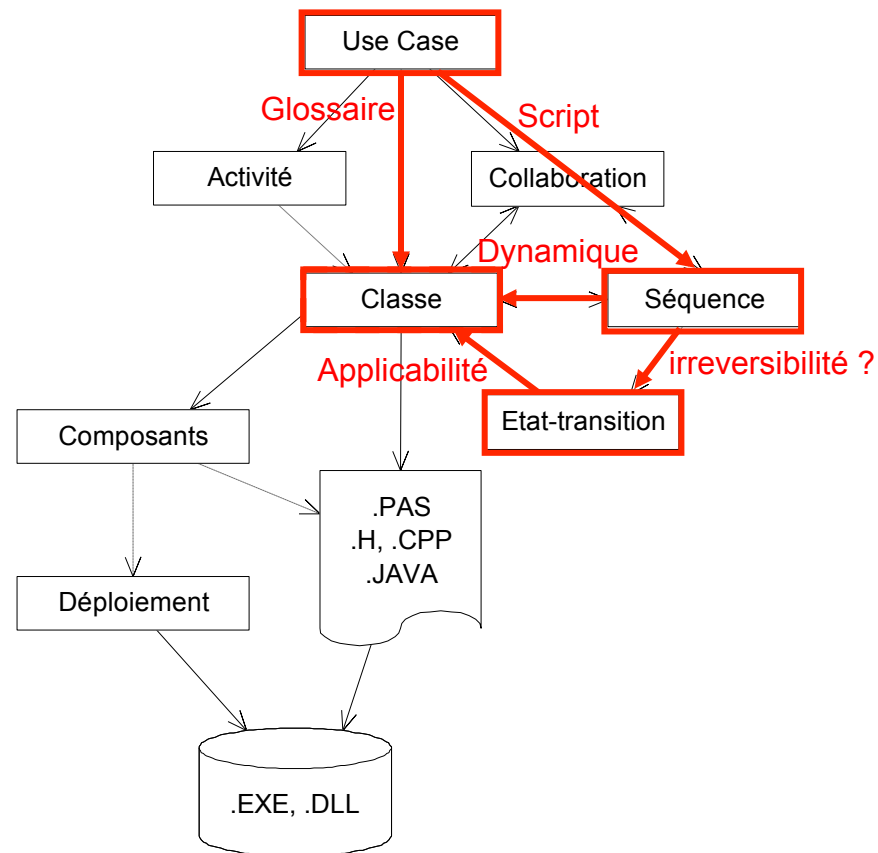 Use Case
Glossaire
Script
Activité
Collaboration
Dynamique
Classe
Séquence
Applicabilité
irreversibilité ?
Etat-transition
Composants
.PAS
.H, .CPP
.JAVA
Déploiement
.EXE, .DLL